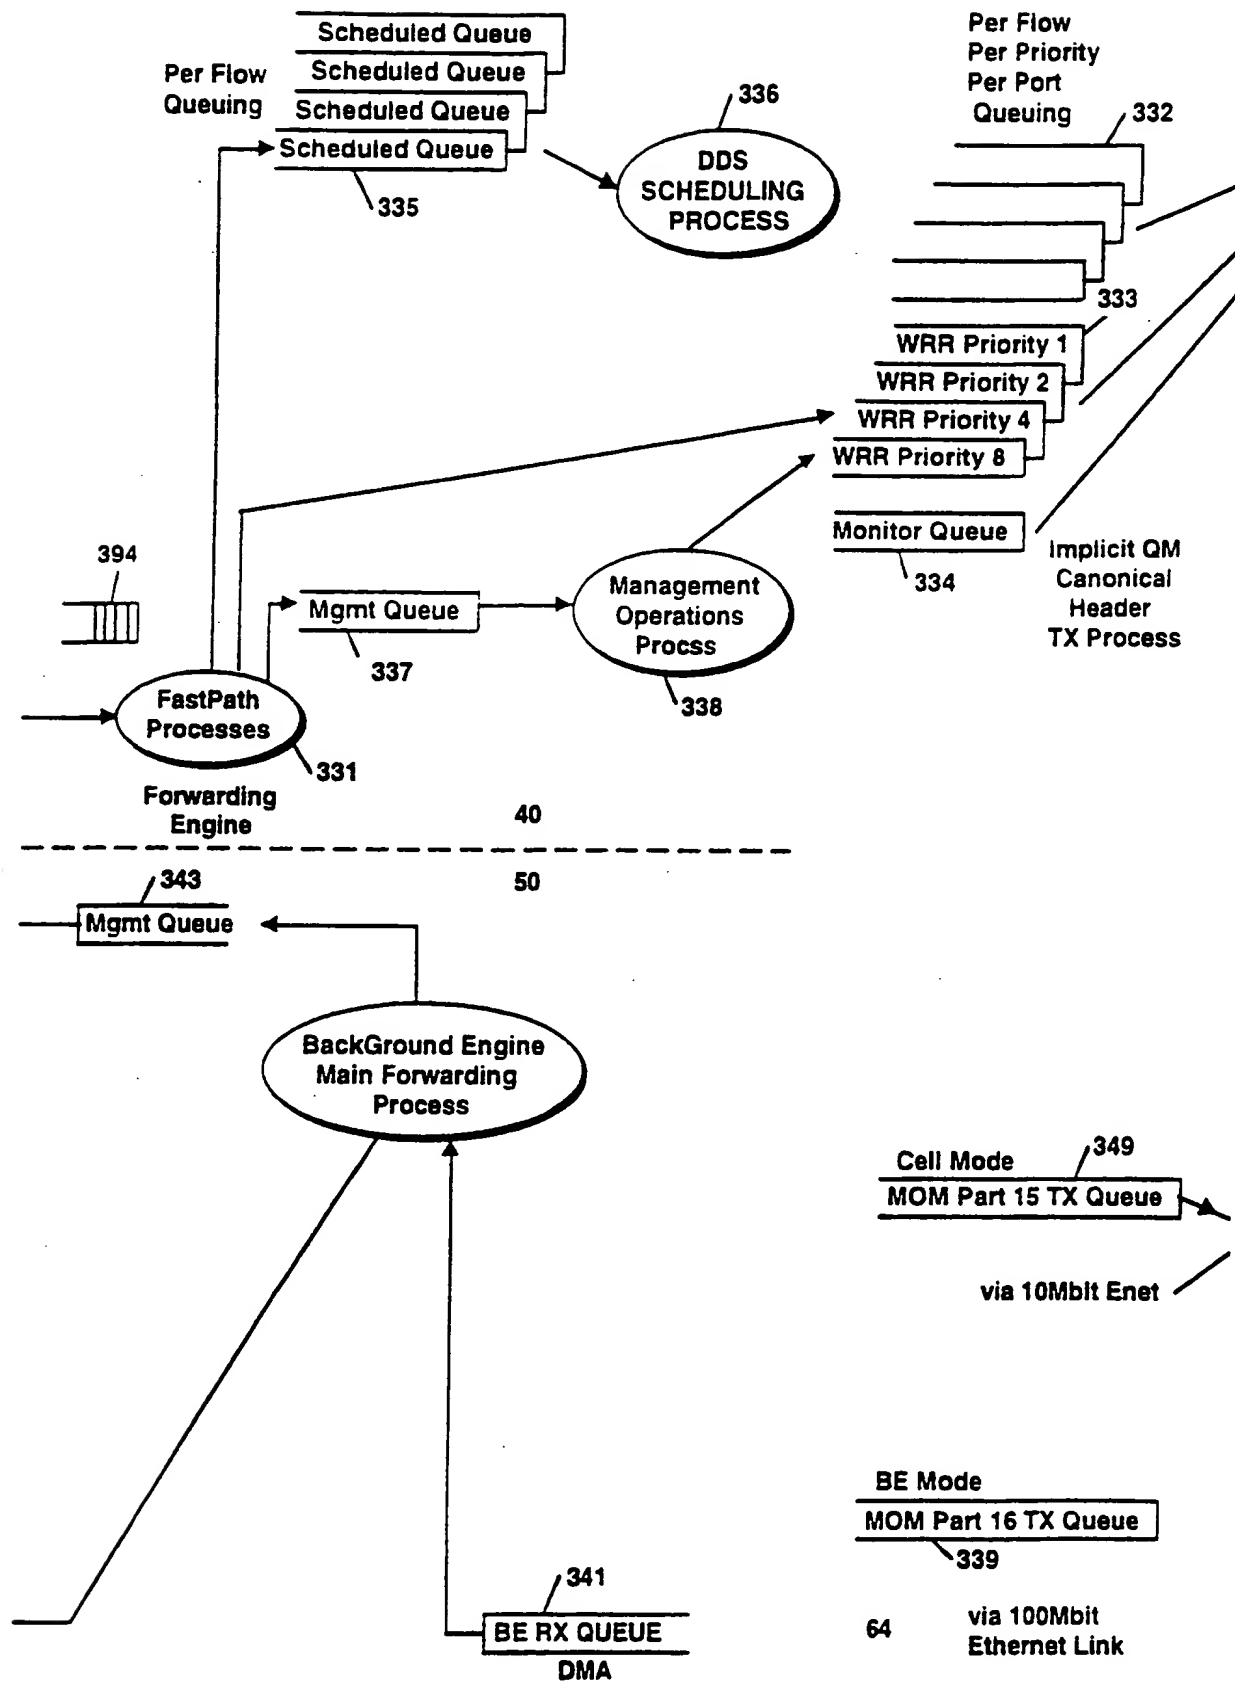 Scheduled Queue
Scheduled Queue
Scheduled Queue
Scheduled Queue
Per Flow
Queuing
335
336
DDS
SCHEDULING
PROCESS
Per Flow
Per Priority
Per Port
Queuing
332
333
WRR Priority 1
WRR Priority 2
WRR Priority 4
WRR Priority 8
Monitor Queue
334
Implicit QM
Canonical
Header
TX Process
394
Mgmt Queue
337
Management
Operations
Procss
338
FastPath
Processes
331
Forwarding
Engine
40
50
343
Mgmt Queue
BackGround Engine
Main Forwarding
Process
Cell Mode
349
MOM Part 15 TX Queue
via 10Mbit Enet
BE Mode
MOM Part 16 TX Queue
339
341
BE RX QUEUE
DMA
64
via 100Mbit
Ethernet Link